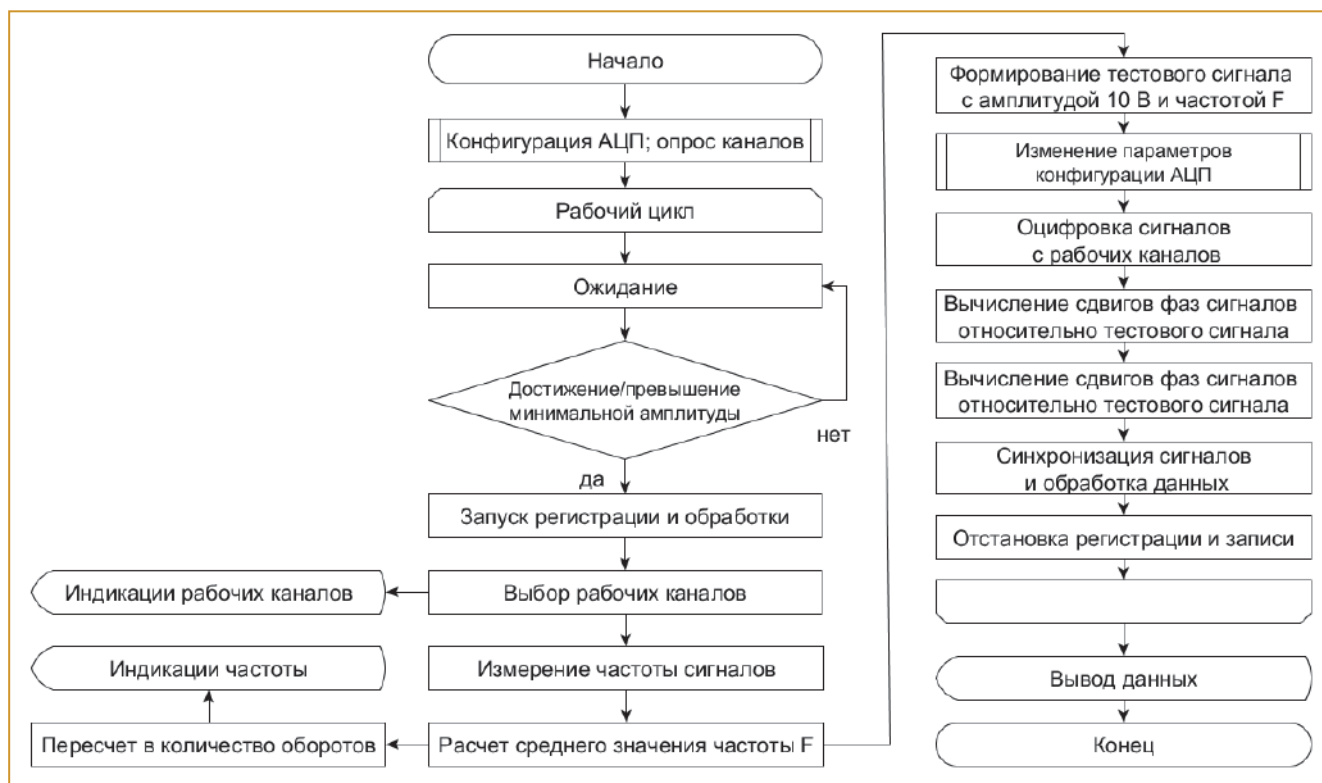 Начало
Конфигурация АЦП; опрос каналов
Рабочий цикл
Ожидание
Достижение/превышение
минимальной амплитуды
нет
да
Запуск регистрации и обработки
Индикации рабочих каналов
Выбор рабочих каналов
Индикации частоты
Измерение частоты сигналов
Пересчет в количество оборотов
Расчет среднего значения частоты F
Формирование тестового сигнала
с амплитудой 10 В и частотой F
Изменение параметров
конфигурации АЦП
Оцифровка сигналов
с рабочих каналов
Вычисление сдвигов фаз сигналов
относительно тестового сигнала
Вычисление сдвигов фаз сигналов
относительно тестового сигнала
Синхронизация сигналов
и обработка данных
Отстановка регистрации и записи
Вывод данных
Конец